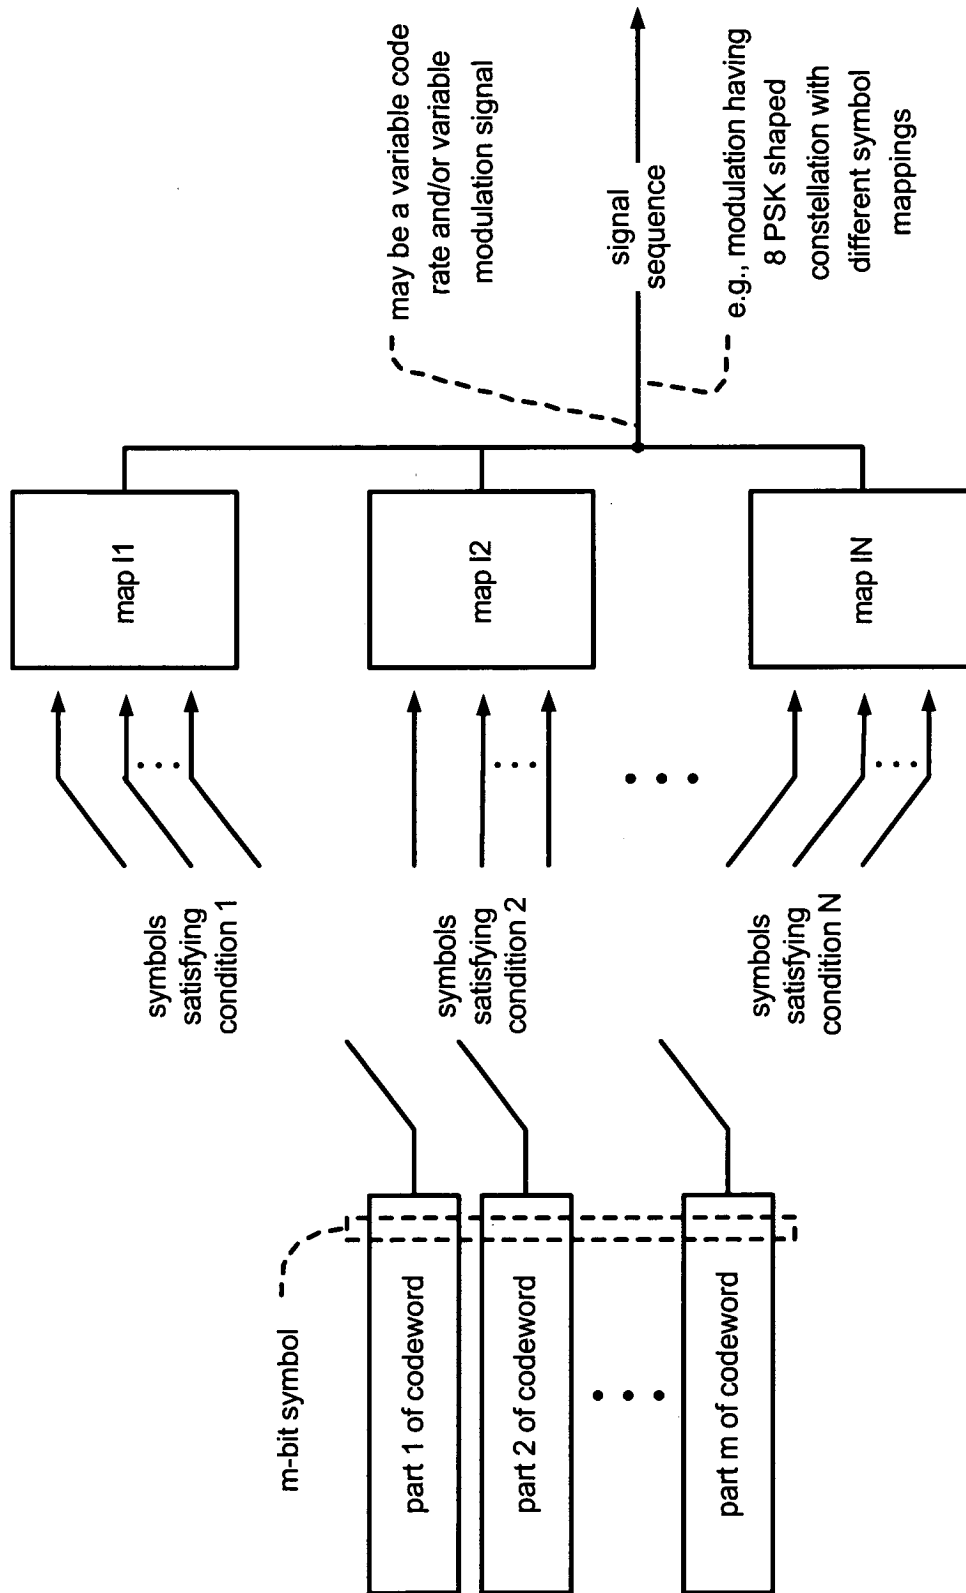 m-bit symbol
part 1 of codeword
part 2 of codeword
part m of codeword
symbols
satisfying
condition 1
symbols
satisfying
condition 2
symbols
satisfying
condition N
map I1
map I2
map IN
may be a variable code
rate and/or variable
modulation signal
signal
sequence
e.g., modulation having
8 PSK shaped
constellation with
different symbol
mappings